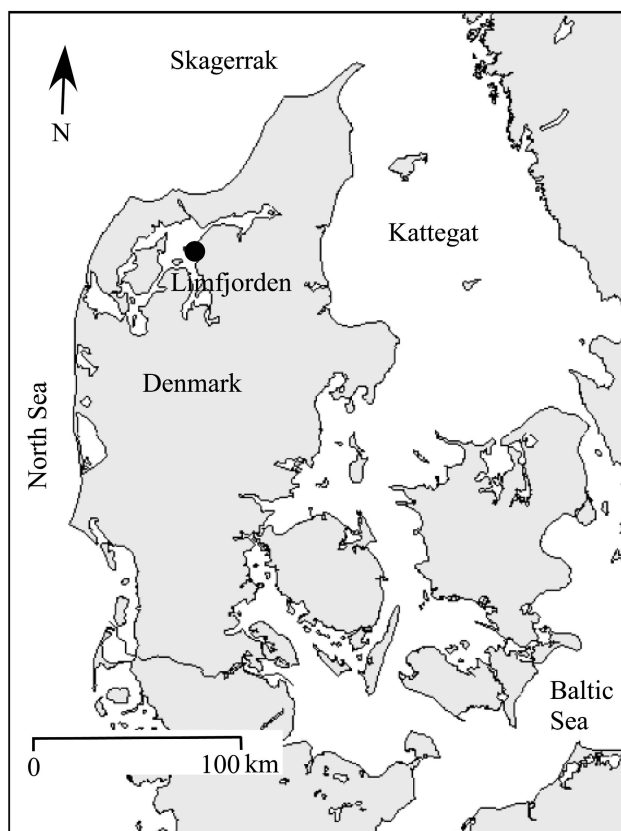 Skagerrak
N
Kattegat
Limfjorden
Denmark
North Sea
Baltic
Sea
0
100 km